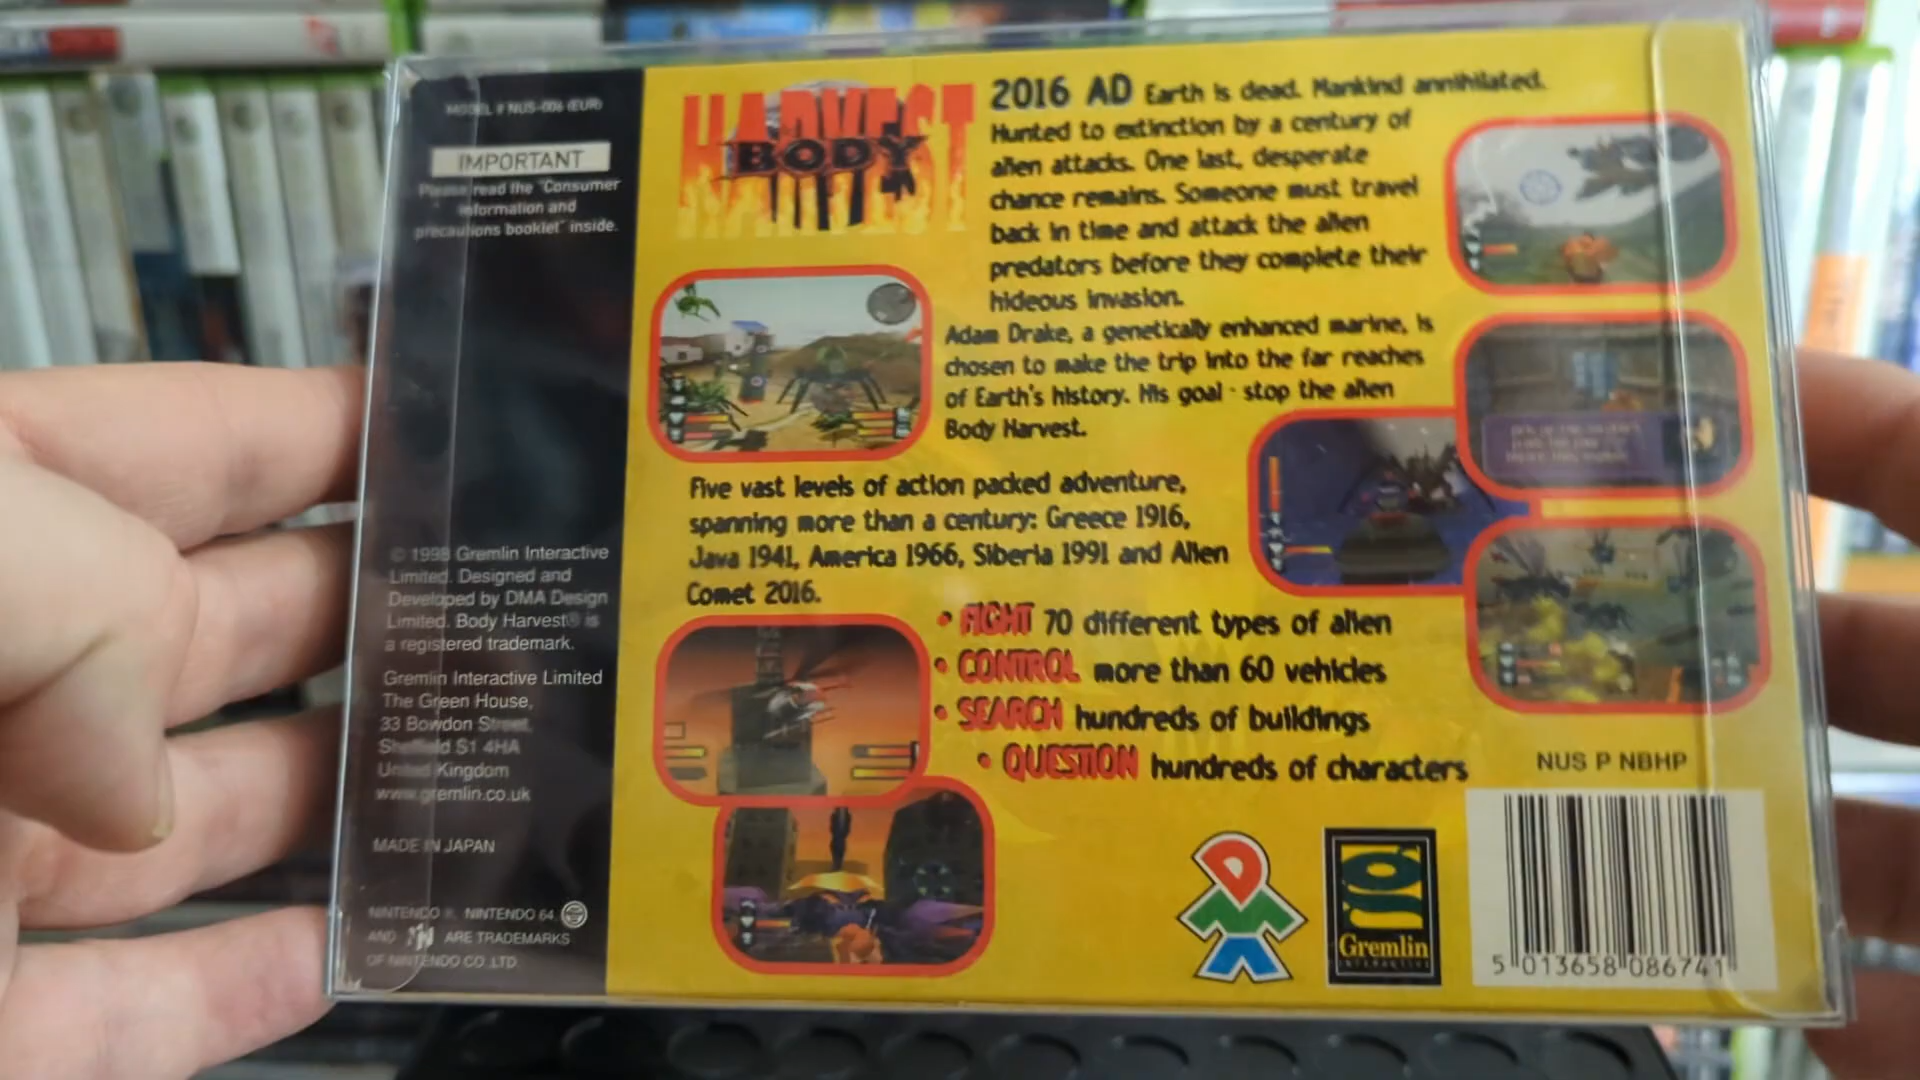 MODEL # NUS-006 (EUR)
IMPORTANT
Please read the "Consumer
information and
precautions booklet" inside.
© 1998 Gremlin Interactive
Limited. Designed and
Developed by DMA Design
Limited. Body Harvest® is
a registered trademark.
Gremlin Interactive Limited
The Green House,
33 Bowdon Street,
Sheffield S1 4HA
United Kingdom
www.gremlin.co.uk
MADE IN JAPAN
NINTENDO ®, NINTENDO 64,
AND N ARE TRADEMARKS
OF NINTENDO CO.,LTD.
HARVEST
BODY
2016 AD Earth is dead. Mankind annihilated.
Hunted to extinction by a century of
alien attacks. One last, desperate
chance remains. Someone must travel
back in time and attack the alien
predators before they complete their
hideous invasion.
Adam Drake, a genetically enhanced marine, is
chosen to make the trip into the far reaches
of Earth's history. His goal - stop the alien
Body Harvest.
Five vast levels of action packed adventure,
spanning more than a century: Greece 1916,
Java 1941, America 1966, Siberia 1991 and Alien
Comet 2016.
• FIGHT 70 different types of alien
• CONTROL more than 60 vehicles
• SEARCH hundreds of buildings
• QUESTION hundreds of characters
NUS P NBHP
DMA
Gremlin
INTERACTIVE
5 013658 086741